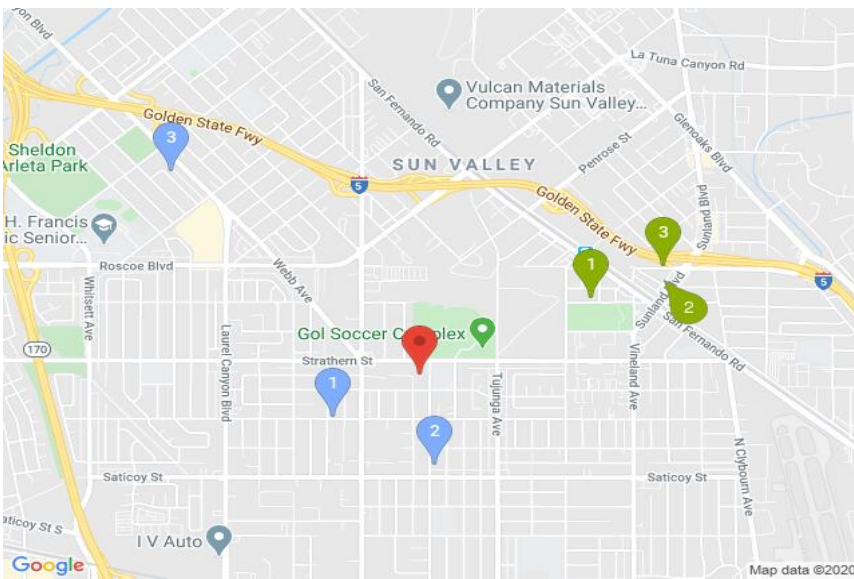 La Tuna Canyon Rd
San Fernando Rd
Vulcan Materials
Company Sun Valley...
Golden State Fwy
Glenoaks Blvd
Penrose St
3
Sheldon
Arleta Park
SUN VALLEY
5
Sunland Blvd
Golden State Fwy
H. Francis
ic Senior...
3
Roscoe Blvd
1
5
Whitsett Ave
Webb Ave
2
Sunland Blvd
San Fernando Rd
Laurel Canyon Blvd
Gol Soccer Complex
170
Strathern St
1
Tujunga Ave
Vineland Ave
2
N Clybourn Ave
Saticoy St
Saticoy St
aticoy St S
I V Auto
Google
Map data ©2020